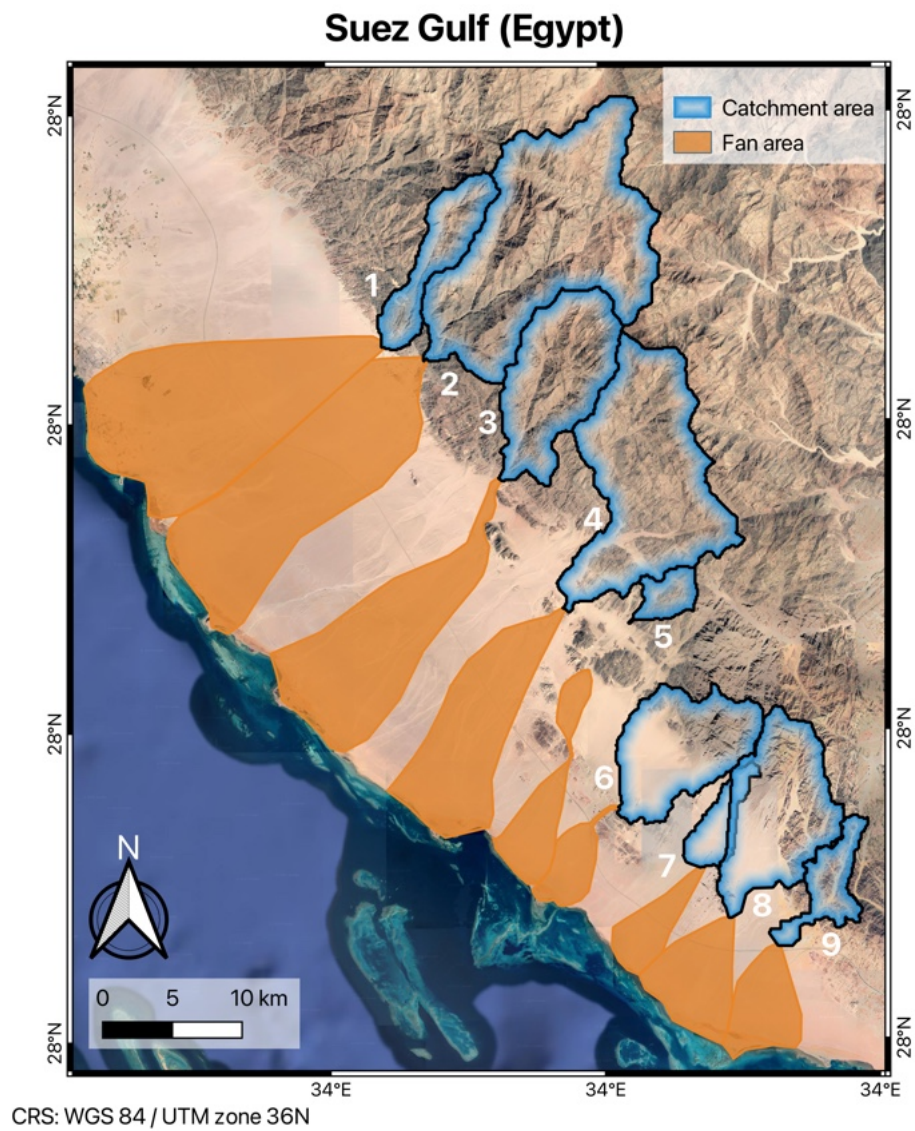 Suez Gulf (Egypt)
28°N
28°N
Catchment area
Fan area
1
2
28°N
3
28°N
4
5
28°N
28°N
6
7
8
9
N
0 5 10 km
28°N
28°N
34°E 34°E 34°E
CRS: WGS 84 / UTM zone 36N